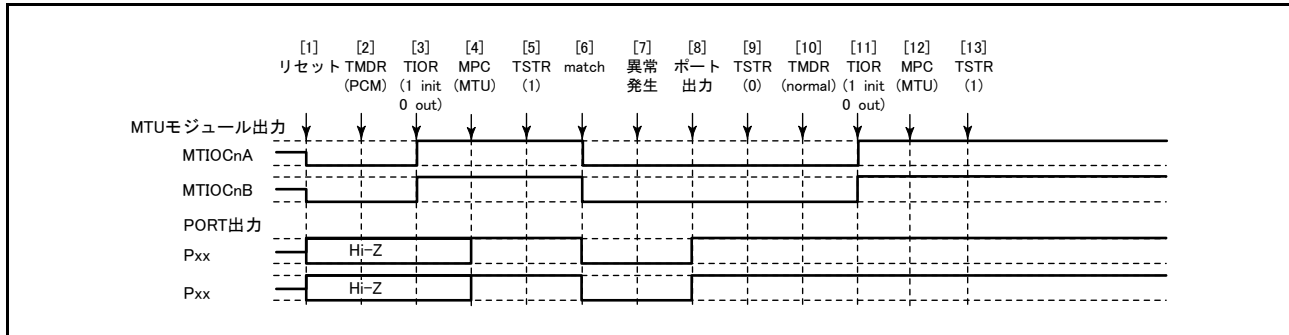 [1] [2] [3] [4] [5] [6] [7] [8] [9] [10] [11] [12] [13]
リセット TMDR TIOR MPC TSTR match 異常 ポート TSTR TMDR TIOR MPC TSTR
(PCM) (1 init (MTU) (1) 発生 出力 (0) (normal) (1 init (MTU) (1)
0 out) 0 out)
MTUモジュール出力
MTIOCnA
MTIOCnB
PORT出力
Pxx Hi-Z
Pxx Hi-Z